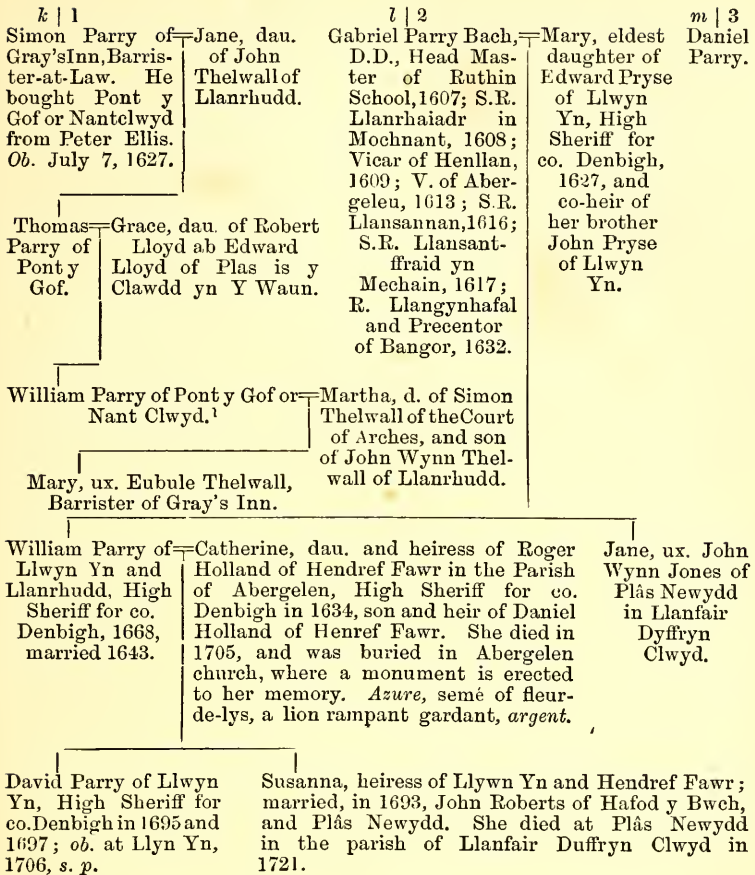 k | 1
Simon Parry of
Gray'sInn,Barris-
ter-at-Law. He
bought Pont y
Gof or Nantclwyd
from Peter Ellis.
Ob. July 7, 1627.
Jane, dau.
of John
Thelwall of
Llanrhudd.
l | 2
Gabriel Parry Bach,
D.D., Head Mas-
ter of Ruthin
School,1607; S.R.
Llanrhaiadr in
Mochnant, 1608;
Vicar of Henllan,
1609; V. of Aber-
geleu, 1613; S.R.
Llansannan,1616;
S.R. Llansant-
ffraid yn
Mechain, 1617;
R. Llangynhafal
and Precentor
of Bangor, 1632.
Mary, eldest
daughter of
Edward Pryse
of Llwyn
Yn, High
Sheriff for
co. Denbigh,
1627, and
co-heir of
her brother
John Pryse
of Llwyn
Yn.
m | 3
Daniel
Parry.
Thomas
Parry of
Pont y
Gof.
Grace, dau. of Robert
Lloyd ab Edward
Lloyd of Plas is y
Clawdd yn Y Waun.
William Parry of Pont y Gof or
Nant Clwyd.¹
Martha, d. of Simon
Thelwall of the Court
of Arches, and son
of John Wynn Thel-
wall of Llanrhudd.
Mary, ux. Eubule Thelwall,
Barrister of Gray's Inn.
William Parry of
Llwyn Yn and
Llanrhudd, High
Sheriff for co.
Denbigh, 1668,
married 1643.
Catherine, dau. and heiress of Roger
Holland of Hendref Fawr in the Parish
of Abergelen, High Sheriff for co.
Denbigh in 1634, son and heir of Daniel
Holland of Henref Fawr. She died in
1705, and was buried in Abergelen
church, where a monument is erected
to her memory. Azure, semé of fleur-
de-lys, a lion rampant gardant, argent.
Jane, ux. John
Wynn Jones of
Plâs Newydd
in Llanfair
Dyffryn
Clwyd.
David Parry of Llwyn
Yn, High Sheriff for
co.Denbigh in 1695 and
1697; ob. at Llyn Yn,
1706, s. p.
Susanna, heiress of Llywn Yn and Hendref Fawr;
married, in 1693, John Roberts of Hafod y Bwch,
and Plâs Newydd. She died at Plâs Newydd
in the parish of Llanfair Duffryn Clwyd in
1721.